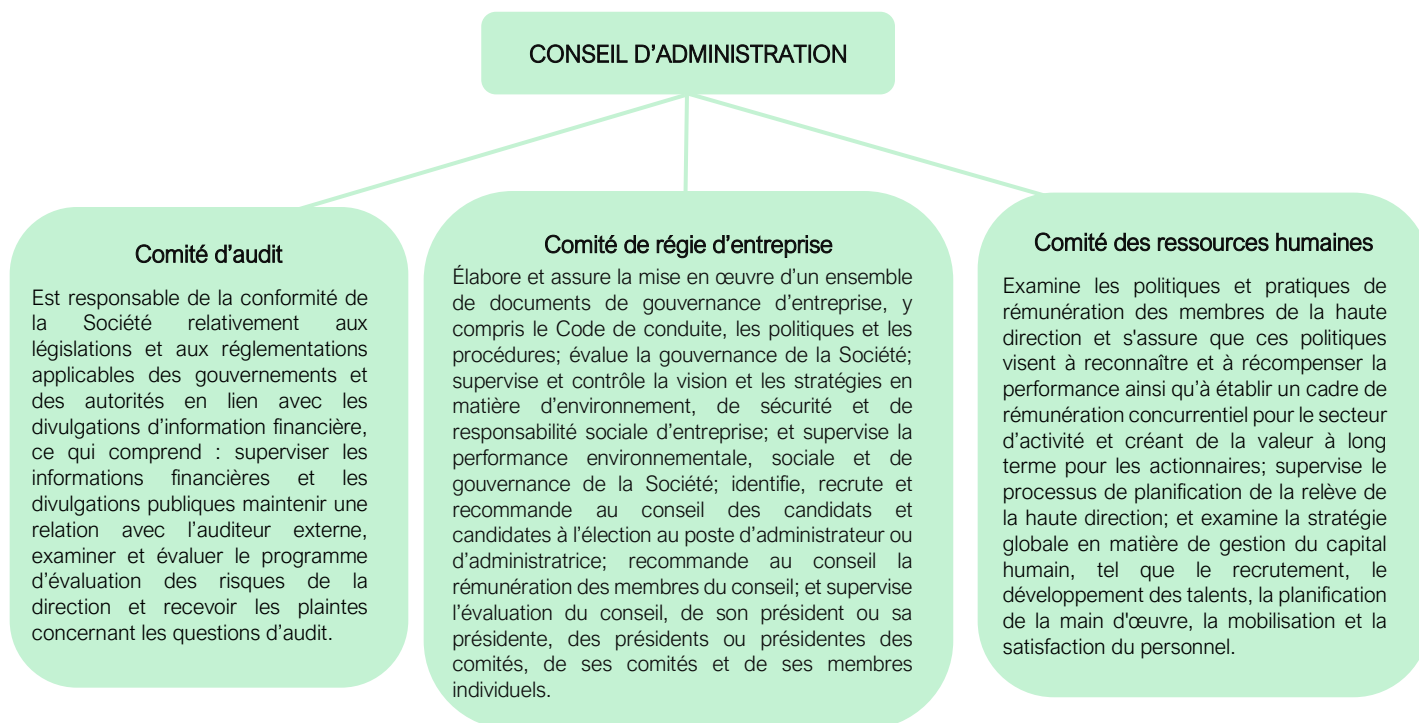 CONSEIL D’ADMINISTRATION
Comité d’audit
Est responsable de la conformité de
la Société relativement aux
législations et aux réglementations
applicables des gouvernements et
des autorités en lien avec les
divulgations d’information financière,
ce qui comprend : superviser les
informations financières et les
divulgations publiques maintenir une
relation avec l’auditeur externe,
examiner et évaluer le programme
d’évaluation des risques de la
direction et recevoir les plaintes
concernant les questions d’audit.
Comité de régie d’entreprise
Élabore et assure la mise en œuvre d’un ensemble
de documents de gouvernance d’entreprise, y
compris le Code de conduite, les politiques et les
procédures; évalue la gouvernance de la Société;
supervise et contrôle la vision et les stratégies en
matière d’environnement, de sécurité et de
responsabilité sociale d’entreprise; et supervise la
performance environnementale, sociale et de
gouvernance de la Société; identifie, recrute et
recommande au conseil des candidats et
candidates à l’élection au poste d’administrateur ou
d’administratrice; recommande au conseil la
rémunération des membres du conseil; et supervise
l’évaluation du conseil, de son président ou sa
présidente, des présidents ou présidentes des
comités, de ses comités et de ses membres
individuels.
Comité des ressources humaines
Examine les politiques et pratiques de
rémunération des membres de la haute
direction et s'assure que ces politiques
visent à reconnaître et à récompenser la
performance ainsi qu’à établir un cadre de
rémunération concurrentiel pour le secteur
d’activité et créant de la valeur à long
terme pour les actionnaires; supervise le
processus de planification de la relève de
la haute direction; et examine la stratégie
globale en matière de gestion du capital
humain, tel que le recrutement, le
développement des talents, la planification
de la main d'œuvre, la mobilisation et la
satisfaction du personnel.